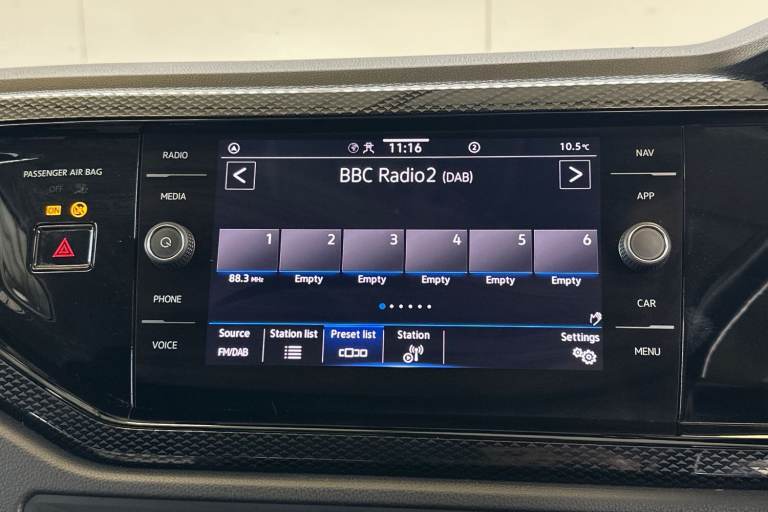 RADIO
MEDIA
PHONE
VOICE
PASSENGER AIR BAG
OFF
ON
11:16
2
10.5°C
BBC Radio2 (DAB)
1
2
3
4
5
6
88.3 MHz
Empty
Empty
Empty
Empty
Empty
Source
FM/DAB
Station list
Preset list
Station
Settings
NAV
APP
CAR
MENU